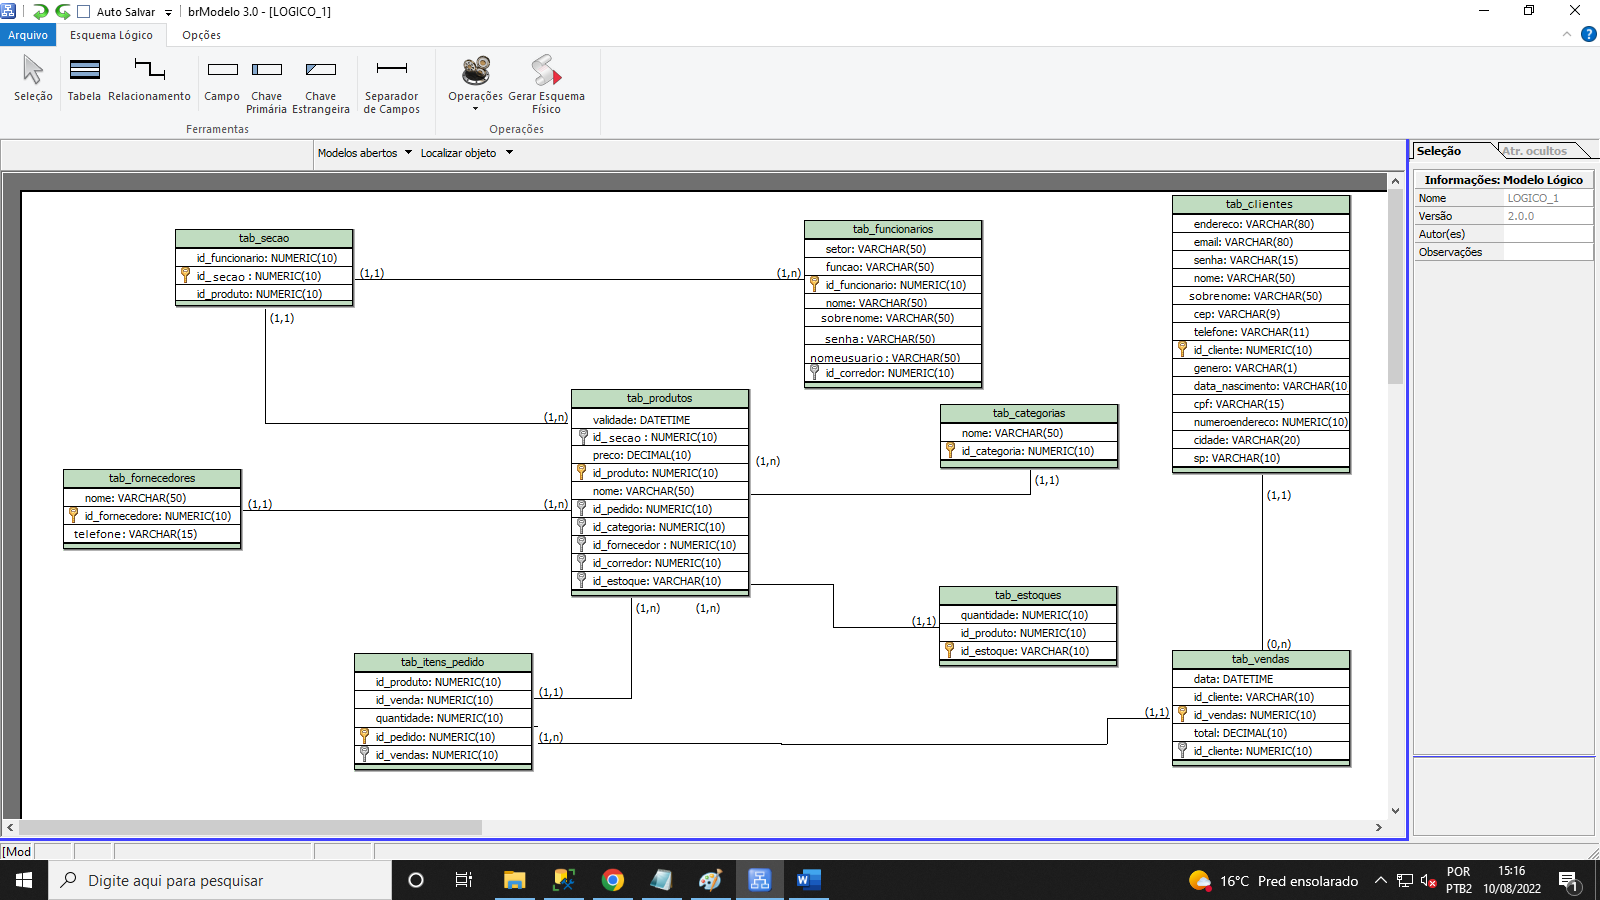 Auto Salvar
brModelo 3.0 - [LOGICO_1]
Arquivo
Esquema Lógico
Opções
Seleção
Tabela
Relacionamento
Campo
Chave Primária
Chave Estrangeira
Separador de Campos
Operações
Gerar Esquema Físico
Ferramentas
Operações
Modelos abertos
Localizar objeto
Seleção
Atr. ocultos
Informações: Modelo Lógico
Nome LOGICO_1
Versão 2.0.0
Autor(es)
Observações
tab_secao
id_funcionario: NUMERIC(10)
id_secao : NUMERIC(10)
id_produto: NUMERIC(10)
(1,1)
(1,n)
(1,1)
tab_funcionarios
setor: VARCHAR(50)
funcao: VARCHAR(50)
id_funcionario: NUMERIC(10)
nome: VARCHAR(50)
sobrenome: VARCHAR(50)
senha: VARCHAR(50)
nomeusuario : VARCHAR(50)
id_corredor: NUMERIC(10)
tab_clientes
endereco: VARCHAR(80)
email: VARCHAR(80)
senha: VARCHAR(15)
nome: VARCHAR(50)
sobrenome: VARCHAR(50)
cep: VARCHAR(9)
telefone: VARCHAR(11)
id_cliente: NUMERIC(10)
genero: VARCHAR(1)
data_nascimento: VARCHAR(10
cpf: VARCHAR(15)
numeroendereco: NUMERIC(10)
cidade: VARCHAR(20)
sp: VARCHAR(10)
(1,1)
(0,n)
tab_produtos
validade: DATETIME
id_secao : NUMERIC(10)
preco: DECIMAL(10)
id_produto: NUMERIC(10)
nome: VARCHAR(50)
id_pedido: NUMERIC(10)
id_categoria: NUMERIC(10)
id_fornecedor : NUMERIC(10)
id_corredor: NUMERIC(10)
id_estoque: VARCHAR(10)
(1,n)
(1,n)
(1,n)
(1,n)
(1,n)
tab_categorias
nome: VARCHAR(50)
id_categoria: NUMERIC(10)
(1,1)
tab_fornecedores
nome: VARCHAR(50)
id_fornecedore: NUMERIC(10)
telefone: VARCHAR(15)
(1,1)
tab_estoques
quantidade: NUMERIC(10)
id_produto: NUMERIC(10)
id_estoque: VARCHAR(10)
(1,1)
tab_itens_pedido
id_produto: NUMERIC(10)
id_venda: NUMERIC(10)
quantidade: NUMERIC(10)
id_pedido: NUMERIC(10)
id_vendas: NUMERIC(10)
(1,1)
(1,n)
tab_vendas
data: DATETIME
id_cliente: VARCHAR(10)
id_vendas: NUMERIC(10)
total: DECIMAL(10)
id_cliente: NUMERIC(10)
(1,1)
[Mod
Digite aqui para pesquisar
16°C Pred ensolarado
POR
PTB2
15:16
10/08/2022
1